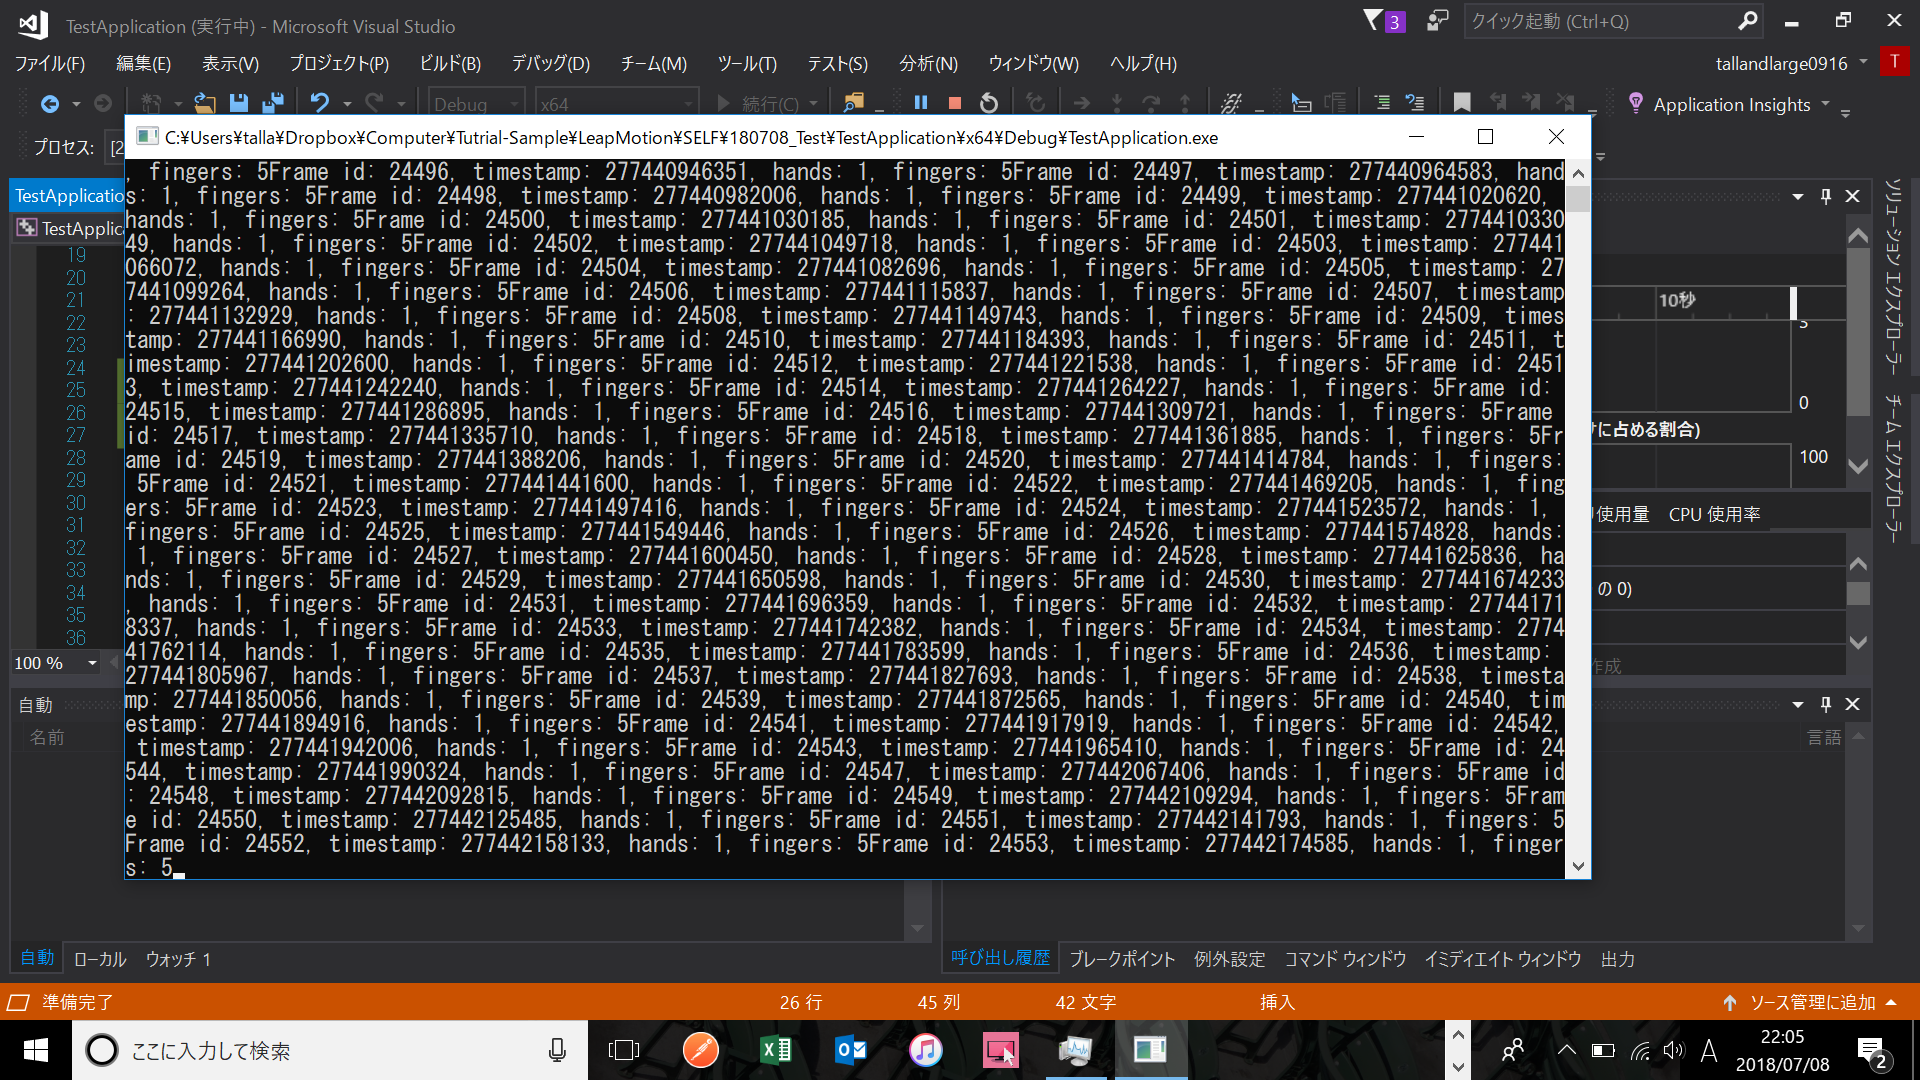 TestApplication (実行中) - Microsoft Visual Studio
3
クイック起動 (Ctrl+Q)
ファイル(F) 編集(E) 表示(V) プロジェクト(P) ビルド(B) デバッグ(D) チーム(M) ツール(T) テスト(S) 分析(N) ウィンドウ(W) ヘルプ(H)
tallandlarge0916 T
Debug x64 続行(C) Application Insights
プロセス: [2
C:¥Users¥talla¥Dropbox¥Computer¥Tutrial-Sample¥LeapMotion¥SELF¥180708_Test¥TestApplication¥x64¥Debug¥TestApplication.exe
, fingers: 5Frame id: 24496, timestamp: 277440946351, hands: 1, fingers: 5Frame id: 24497, timestamp: 277440964583, hand
s: 1, fingers: 5Frame id: 24498, timestamp: 277440982006, hands: 1, fingers: 5Frame id: 24499, timestamp: 277441020620,
hands: 1, fingers: 5Frame id: 24500, timestamp: 277441030185, hands: 1, fingers: 5Frame id: 24501, timestamp: 2774410330
49, hands: 1, fingers: 5Frame id: 24502, timestamp: 277441049718, hands: 1, fingers: 5Frame id: 24503, timestamp: 277441
066072, hands: 1, fingers: 5Frame id: 24504, timestamp: 277441082696, hands: 1, fingers: 5Frame id: 24505, timestamp: 27
7441099264, hands: 1, fingers: 5Frame id: 24506, timestamp: 277441115837, hands: 1, fingers: 5Frame id: 24507, timestamp
: 277441132929, hands: 1, fingers: 5Frame id: 24508, timestamp: 277441149743, hands: 1, fingers: 5Frame id: 24509, times
tamp: 277441166990, hands: 1, fingers: 5Frame id: 24510, timestamp: 277441184393, hands: 1, fingers: 5Frame id: 24511, t
imestamp: 277441202600, hands: 1, fingers: 5Frame id: 24512, timestamp: 277441221538, hands: 1, fingers: 5Frame id: 2451
3, timestamp: 277441242240, hands: 1, fingers: 5Frame id: 24514, timestamp: 277441264227, hands: 1, fingers: 5Frame id:
24515, timestamp: 277441286895, hands: 1, fingers: 5Frame id: 24516, timestamp: 277441309721, hands: 1, fingers: 5Frame
id: 24517, timestamp: 277441335710, hands: 1, fingers: 5Frame id: 24518, timestamp: 277441361885, hands: 1, fingers: 5Fr
ame id: 24519, timestamp: 277441388206, hands: 1, fingers: 5Frame id: 24520, timestamp: 277441414784, hands: 1, fingers:
5Frame id: 24521, timestamp: 277441441600, hands: 1, fingers: 5Frame id: 24522, timestamp: 277441469205, hands: 1, fing
ers: 5Frame id: 24523, timestamp: 277441497416, hands: 1, fingers: 5Frame id: 24524, timestamp: 277441523572, hands: 1,
fingers: 5Frame id: 24525, timestamp: 277441549446, hands: 1, fingers: 5Frame id: 24526, timestamp: 277441574828, hands:
1, fingers: 5Frame id: 24527, timestamp: 277441600450, hands: 1, fingers: 5Frame id: 24528, timestamp: 277441625836, ha
nds: 1, fingers: 5Frame id: 24529, timestamp: 277441650598, hands: 1, fingers: 5Frame id: 24530, timestamp: 277441674233
, hands: 1, fingers: 5Frame id: 24531, timestamp: 277441696359, hands: 1, fingers: 5Frame id: 24532, timestamp: 27744171
8337, hands: 1, fingers: 5Frame id: 24533, timestamp: 277441742382, hands: 1, fingers: 5Frame id: 24534, timestamp: 2774
41762114, hands: 1, fingers: 5Frame id: 24535, timestamp: 277441783599, hands: 1, fingers: 5Frame id: 24536, timestamp:
277441805967, hands: 1, fingers: 5Frame id: 24537, timestamp: 277441827693, hands: 1, fingers: 5Frame id: 24538, timesta
mp: 277441850056, hands: 1, fingers: 5Frame id: 24539, timestamp: 277441872565, hands: 1, fingers: 5Frame id: 24540, tim
estamp: 277441894916, hands: 1, fingers: 5Frame id: 24541, timestamp: 277441917919, hands: 1, fingers: 5Frame id: 24542,
timestamp: 277441942006, hands: 1, fingers: 5Frame id: 24543, timestamp: 277441965410, hands: 1, fingers: 5Frame id: 24
544, timestamp: 277441990324, hands: 1, fingers: 5Frame id: 24547, timestamp: 277442067406, hands: 1, fingers: 5Frame id
: 24548, timestamp: 277442092815, hands: 1, fingers: 5Frame id: 24549, timestamp: 277442109294, hands: 1, fingers: 5Fram
e id: 24550, timestamp: 277442125485, hands: 1, fingers: 5Frame id: 24551, timestamp: 277442141793, hands: 1, fingers: 5
Frame id: 24552, timestamp: 277442158133, hands: 1, fingers: 5Frame id: 24553, timestamp: 277442174585, hands: 1, finger
s: 5
TestApplication
TestApplica
19
20
21
22
23
24
25
26
27
28
29
30
31
32
33
34
35
36
100 %
10秒
0
に占める割合)
100
使用量 CPU 使用率
の 0)
作成
ソリューション エクスプローラー
チーム エクスプローラー
自動
名前
言語
自動 ローカル ウォッチ 1
呼び出し履歴 ブレークポイント 例外設定 コマンド ウィンドウ イミディエイト ウィンドウ 出力
準備完了 26 行 45 列 42 文字 挿入 ソース管理に追加
ここに入力して検索
A
22:05
2018/07/08
2